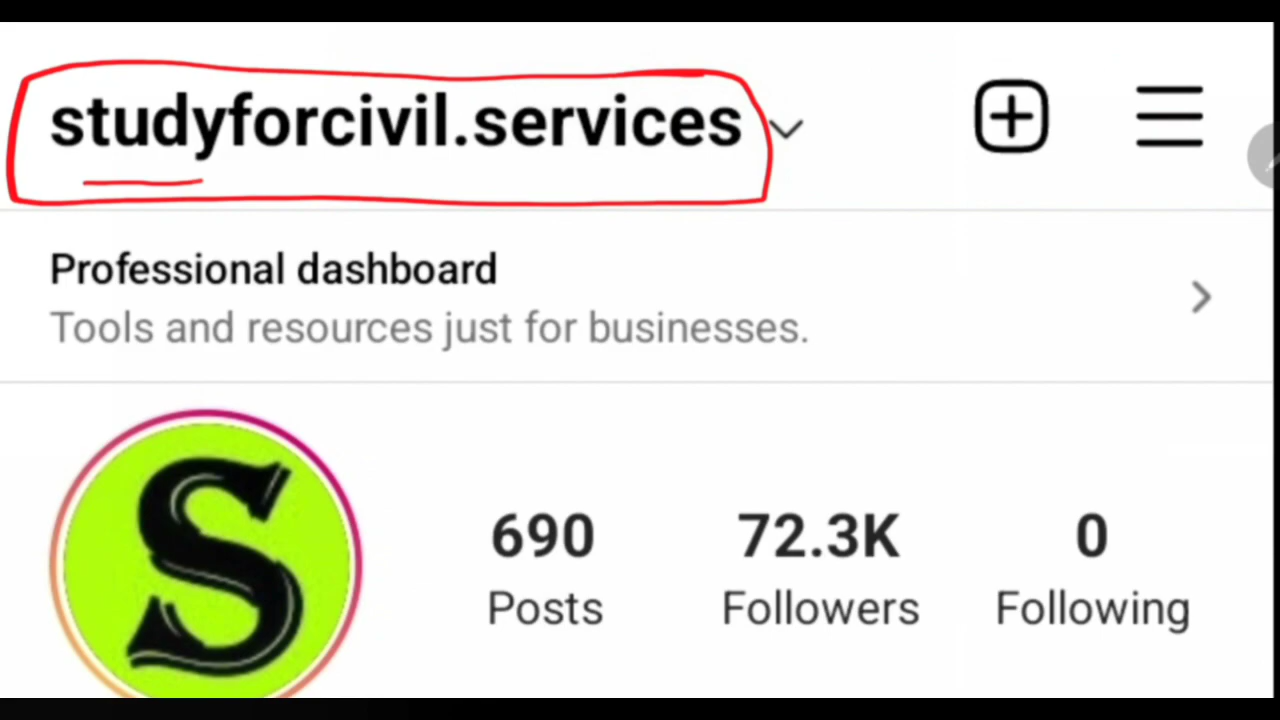 studyforcivil.services
Professional dashboard
Tools and resources just for businesses.
S
690 72.3K 0
Posts Followers Following